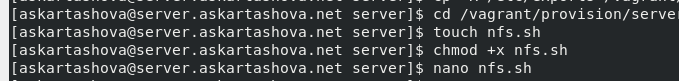 [askartashova@server.askartashova.net server]$ cd /vagrant/provision/server
[askartashova@server.askartashova.net server]$ touch nfs.sh
[askartashova@server.askartashova.net server]$ chmod +x nfs.sh
[askartashova@server.askartashova.net server]$ nano nfs.sh